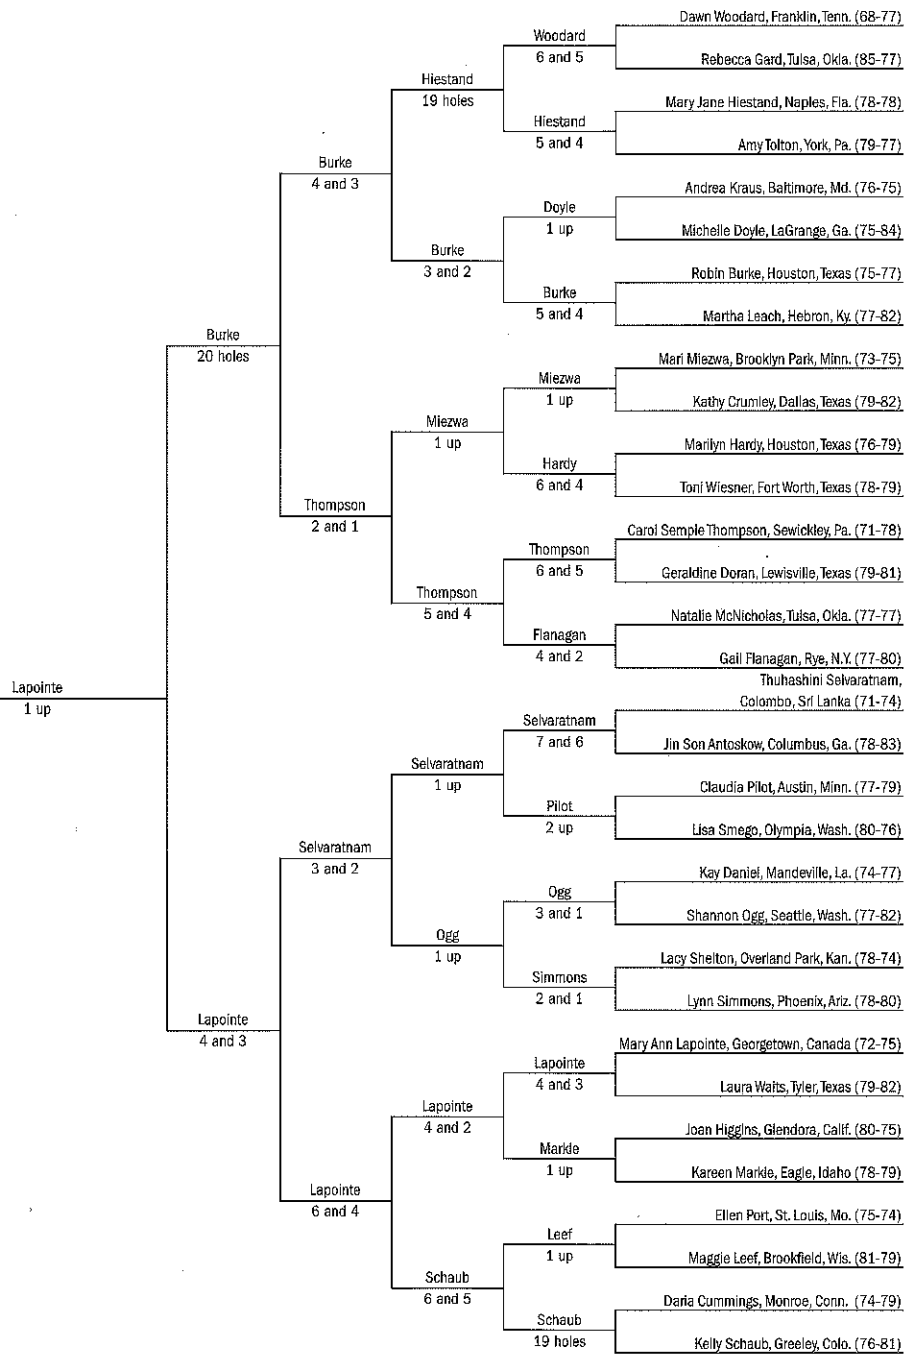 Dawn Woodard, Franklin, Tenn. (68-77)
Woodard
6 and 5
Rebecca Gard, Tulsa, Okla. (85-77)
Hiestand
19 holes
Mary Jane Hiestand, Naples, Fla. (78-78)
Hiestand
5 and 4
Amy Tolton, York, Pa. (79-77)
Burke
4 and 3
Andrea Kraus, Baltimore, Md. (76-75)
Doyle
1 up
Michelle Doyle, LaGrange, Ga. (75-84)
Burke
3 and 2
Robin Burke, Houston, Texas (75-77)
Burke
5 and 4
Martha Leach, Hebron, Ky. (77-82)
Burke
20 holes
Mari Miezwa, Brooklyn Park, Minn. (73-75)
Miezwa
1 up
Kathy Crumley, Dallas, Texas (79-82)
Miezwa
1 up
Marilyn Hardy, Houston, Texas (76-79)
Hardy
6 and 4
Toni Wiesner, Fort Worth, Texas (78-79)
Thompson
2 and 1
Carol Semple Thompson, Sewickley, Pa. (71-78)
Thompson
6 and 5
Geraldine Doran, Lewisville, Texas (79-81)
Thompson
5 and 4
Natalie McNicholas, Tulsa, Okla. (77-77)
Flanagan
4 and 2
Gail Flanagan, Rye, N.Y. (77-80)
Lapointe
1 up
Thuhashini Selvaratnam,
Colombo, Sri Lanka (71-74)
Selvaratnam
7 and 6
Jin Son Antoskow, Columbus, Ga. (78-83)
Selvaratnam
1 up
Claudia Pilot, Austin, Minn. (77-79)
Pilot
2 up
Lisa Smego, Olympia, Wash. (80-76)
Selvaratnam
3 and 2
Kay Daniel, Mandeville, La. (74-77)
Ogg
3 and 1
Shannon Ogg, Seattle, Wash. (77-82)
Ogg
1 up
Lacy Shelton, Overland Park, Kan. (78-74)
Simmons
2 and 1
Lynn Simmons, Phoenix, Ariz. (78-80)
Lapointe
4 and 3
Mary Ann Lapointe, Georgetown, Canada (72-75)
Lapointe
4 and 3
Laura Waits, Tyler, Texas (79-82)
Lapointe
4 and 2
Joan Higgins, Glendora, Calif. (80-75)
Markle
1 up
Kareen Markle, Eagle, Idaho (78-79)
Lapointe
6 and 4
Ellen Port, St. Louis, Mo. (75-74)
Leef
1 up
Maggie Leef, Brookfield, Wis. (81-79)
Schaub
6 and 5
Daria Cummings, Monroe, Conn. (74-79)
Schaub
19 holes
Kelly Schaub, Greeley, Colo. (76-81)